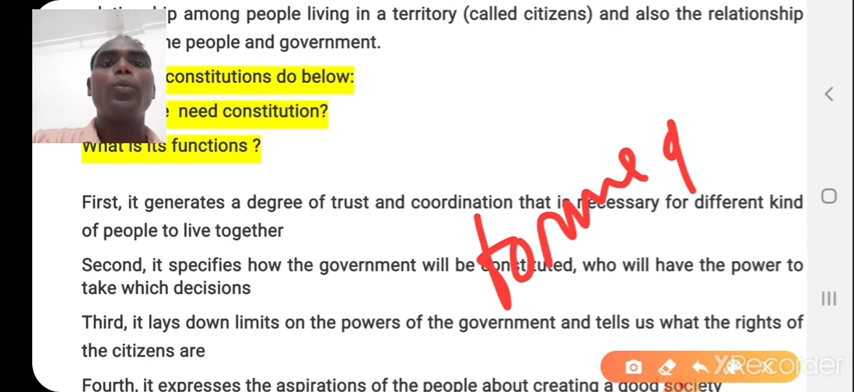 among people living in a territory (called citizens) and also the relationship
people and government.
constitutions do below:
need constitution?
What is its functions ?
First, it generates a degree of trust and coordination that is necessary for different kind
of people to live together
Second, it specifies how the government will be constituted, who will have the power to
take which decisions
Third, it lays down limits on the powers of the government and tells us what the rights of
the citizens are
Fourth, it expresses the aspirations of the people about creating a good society
XRecorder